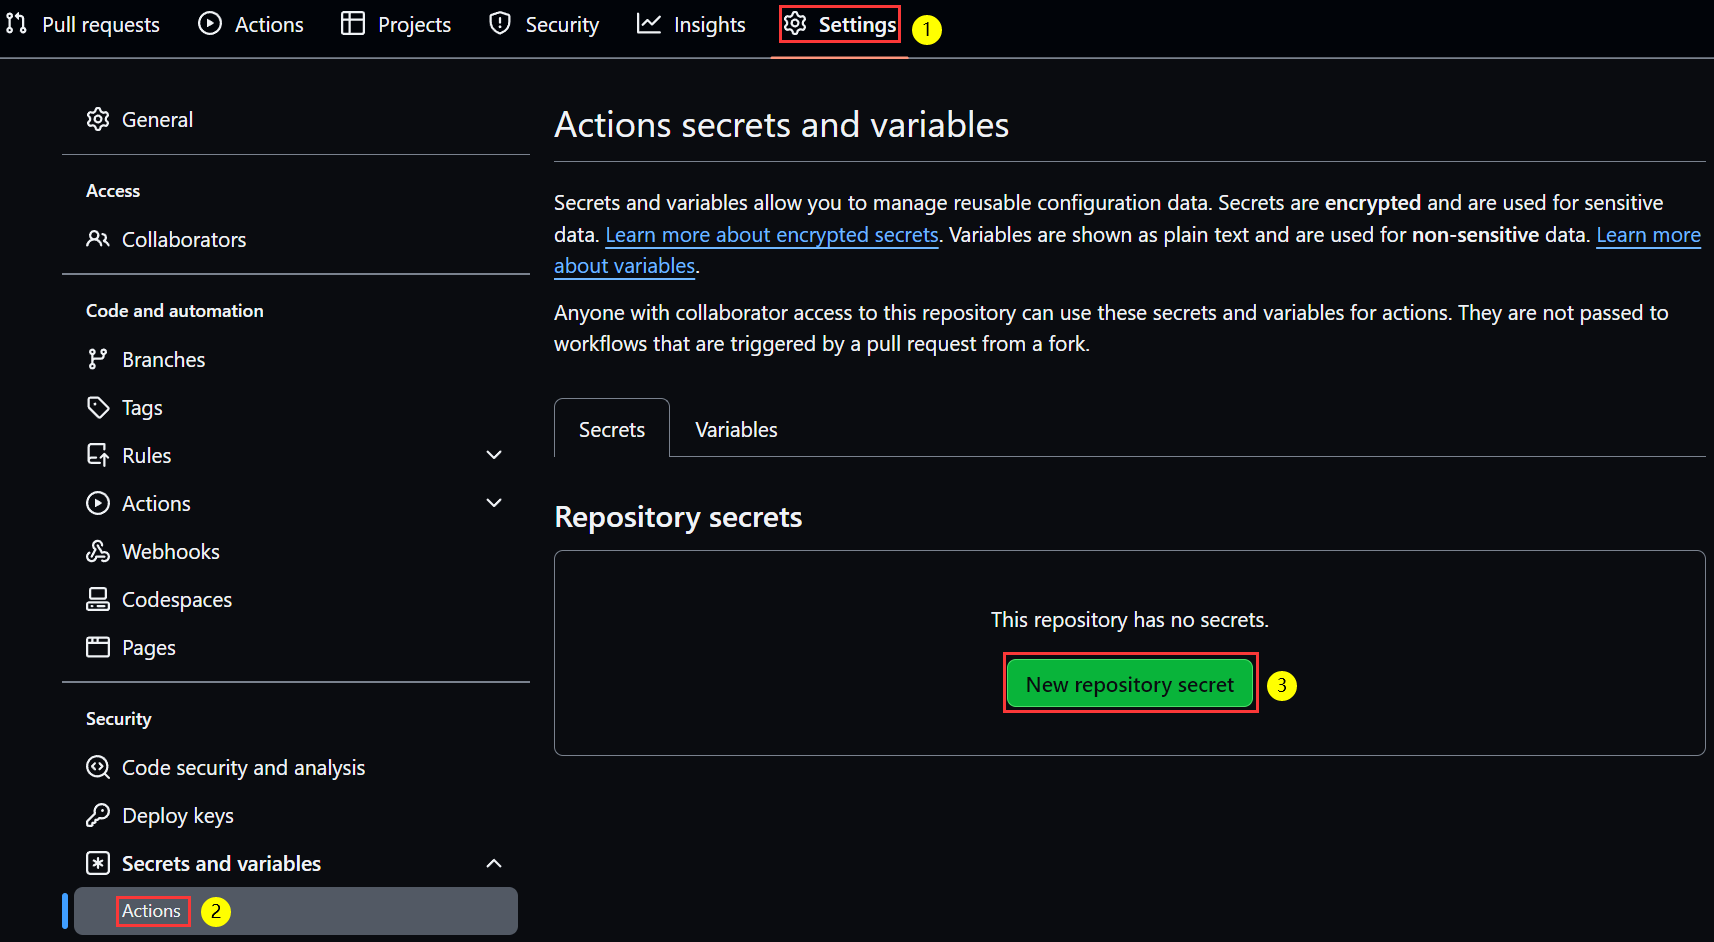 Pull requests Actions Projects Security Insights Settings 1
General
Access
Collaborators
Code and automation
Branches
Tags
Rules
Actions
Webhooks
Codespaces
Pages
Security
Code security and analysis
Deploy keys
Secrets and variables
Actions 2
Actions secrets and variables
Secrets and variables allow you to manage reusable configuration data. Secrets are encrypted and are used for sensitive
data. Learn more about encrypted secrets. Variables are shown as plain text and are used for non-sensitive data. Learn more
about variables.
Anyone with collaborator access to this repository can use these secrets and variables for actions. They are not passed to
workflows that are triggered by a pull request from a fork.
Secrets Variables
Repository secrets
This repository has no secrets.
New repository secret 3